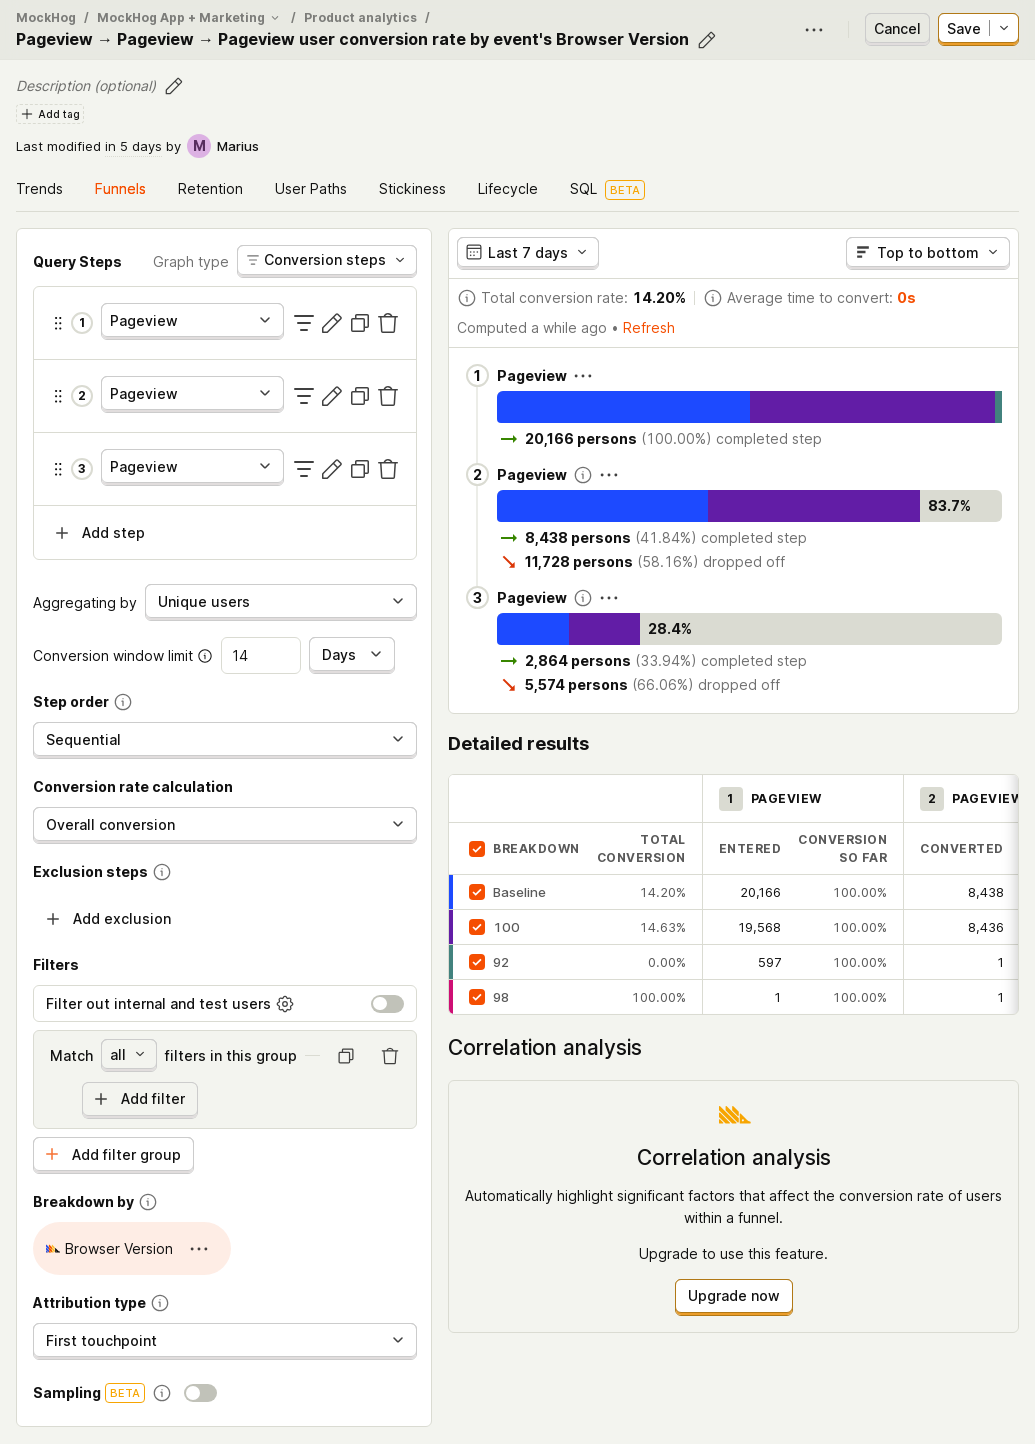 MockHog / MockHog App + Marketing / Product analytics /
Pageview → Pageview → Pageview user conversion rate by event's Browser Version
Cancel
Save
Description (optional)
Add tag
Last modified in 5 days by M Marius
Trends Funnels Retention User Paths Stickiness Lifecycle SQL BETA
Query Steps Graph type Conversion steps
1 Pageview
2 Pageview
3 Pageview
Add step
Aggregating by Unique users
Conversion window limit 14 Days
Step order
Sequential
Conversion rate calculation
Overall conversion
Exclusion steps
Add exclusion
Filters
Filter out internal and test users
Match all filters in this group
Add filter
Add filter group
Breakdown by
Browser Version
Attribution type
First touchpoint
Sampling BETA
Last 7 days Top to bottom
Total conversion rate: 14.20% Average time to convert: 0s
Computed a while ago • Refresh
1 Pageview
20,166 persons (100.00%) completed step
2 Pageview
83.7%
8,438 persons (41.84%) completed step
11,728 persons (58.16%) dropped off
3 Pageview
28.4%
2,864 persons (33.94%) completed step
5,574 persons (66.06%) dropped off
Detailed results
1 PAGEVIEW 2 PAGEVIEW
BREAKDOWN TOTAL CONVERSION ENTERED CONVERSION SO FAR CONVERTED
Baseline 14.20% 20,166 100.00% 8,438
100 14.63% 19,568 100.00% 8,436
92 0.00% 597 100.00% 1
98 100.00% 1 100.00% 1
Correlation analysis
Correlation analysis
Automatically highlight significant factors that affect the conversion rate of users
within a funnel.
Upgrade to use this feature.
Upgrade now